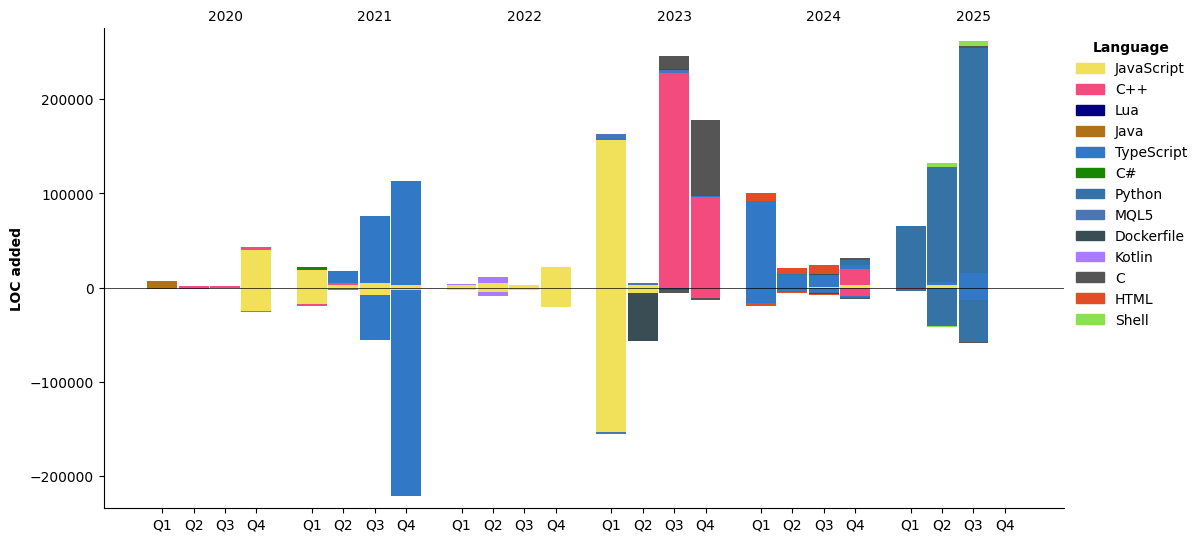 2020 2021 2022 2023 2024 2025
LOC added
200000
100000
0
−100000
−200000
Q1 Q2 Q3 Q4 Q1 Q2 Q3 Q4 Q1 Q2 Q3 Q4 Q1 Q2 Q3 Q4 Q1 Q2 Q3 Q4 Q1 Q2 Q3 Q4
Language
JavaScript
C++
Lua
Java
TypeScript
C#
Python
MQL5
Dockerfile
Kotlin
C
HTML
Shell